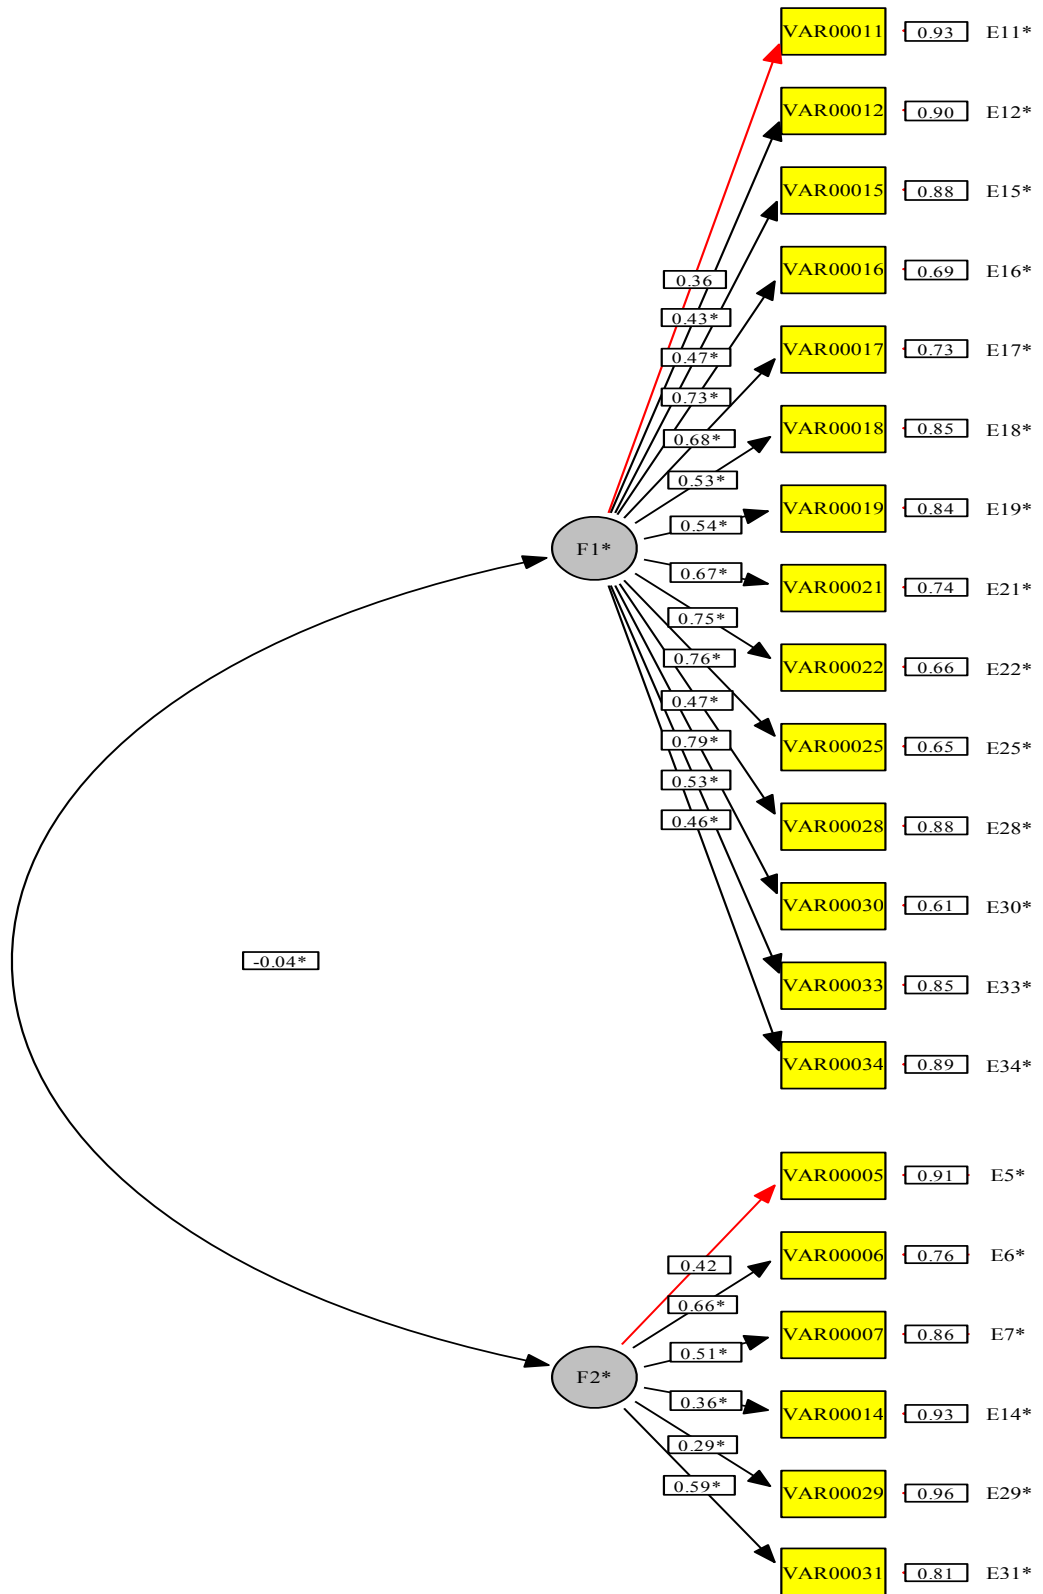 VAR00011 0.93 E11*
VAR00012 0.90 E12*
VAR00015 0.88 E15*
VAR00016 0.69 E16*
0.36
0.43*
VAR00017 0.73 E17*
0.47*
0.73*
VAR00018 0.85 E18*
0.68*
0.53*
VAR00019 0.84 E19*
0.54*
F1*
0.67*
VAR00021 0.74 E21*
0.75*
0.76*
VAR00022 0.66 E22*
0.47*
0.79*
VAR00025 0.65 E25*
0.53*
0.46*
VAR00028 0.88 E28*
VAR00030 0.61 E30*
-0.04*
VAR00033 0.85 E33*
VAR00034 0.89 E34*
VAR00005 0.91 E5*
VAR00006 0.76 E6*
0.42
0.66*
VAR00007 0.86 E7*
0.51*
F2*
0.36*
VAR00014 0.93 E14*
0.29*
0.59*
VAR00029 0.96 E29*
VAR00031 0.81 E31*